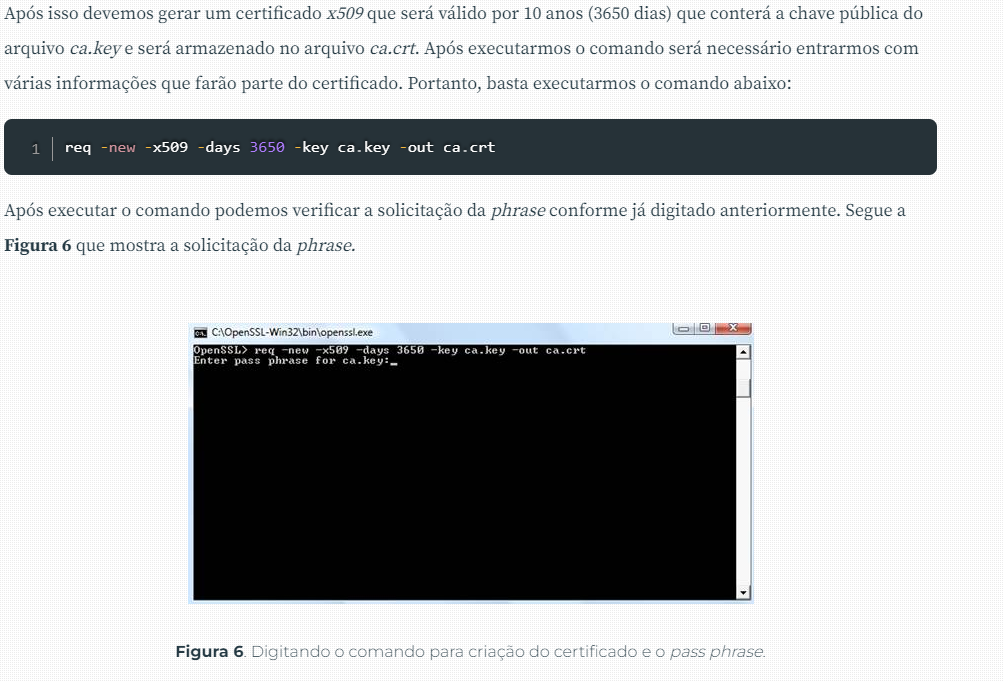 Após isso devemos gerar um certificado x509 que será válido por 10 anos (3650 dias) que conterá a chave pública do
arquivo ca.key e será armazenado no arquivo ca.crt. Após executarmos o comando será necessário entrarmos com
várias informações que farão parte do certificado. Portanto, basta executarmos o comando abaixo:
1 req -new -x509 -days 3650 -key ca.key -out ca.crt
Após executar o comando podemos verificar a solicitação da phrase conforme já digitado anteriormente. Segue a
Figura 6 que mostra a solicitação da phrase.
C:\OpenSSL-Win32\bin\openssl.exe
OpenSSL> req -new -x509 -days 3650 -key ca.key -out ca.crt
Enter pass phrase for ca.key:_
Figura 6. Digitando o comando para criação do certificado e o pass phrase.